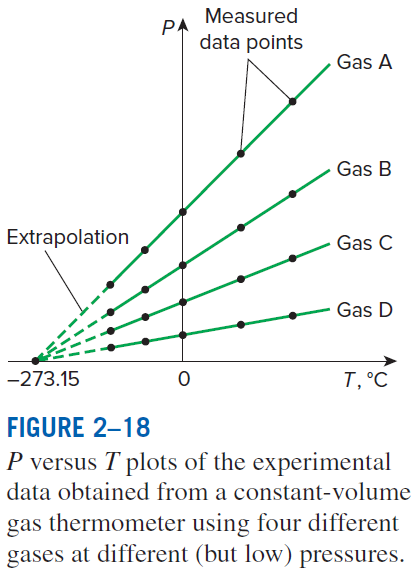 P
Measured
data points
Gas A
Gas B
Extrapolation
Gas C
Gas D
–273.15
0
T, °C
FIGURE 2–18
P versus T plots of the experimental
data obtained from a constant-volume
gas thermometer using four different
gases at different (but low) pressures.